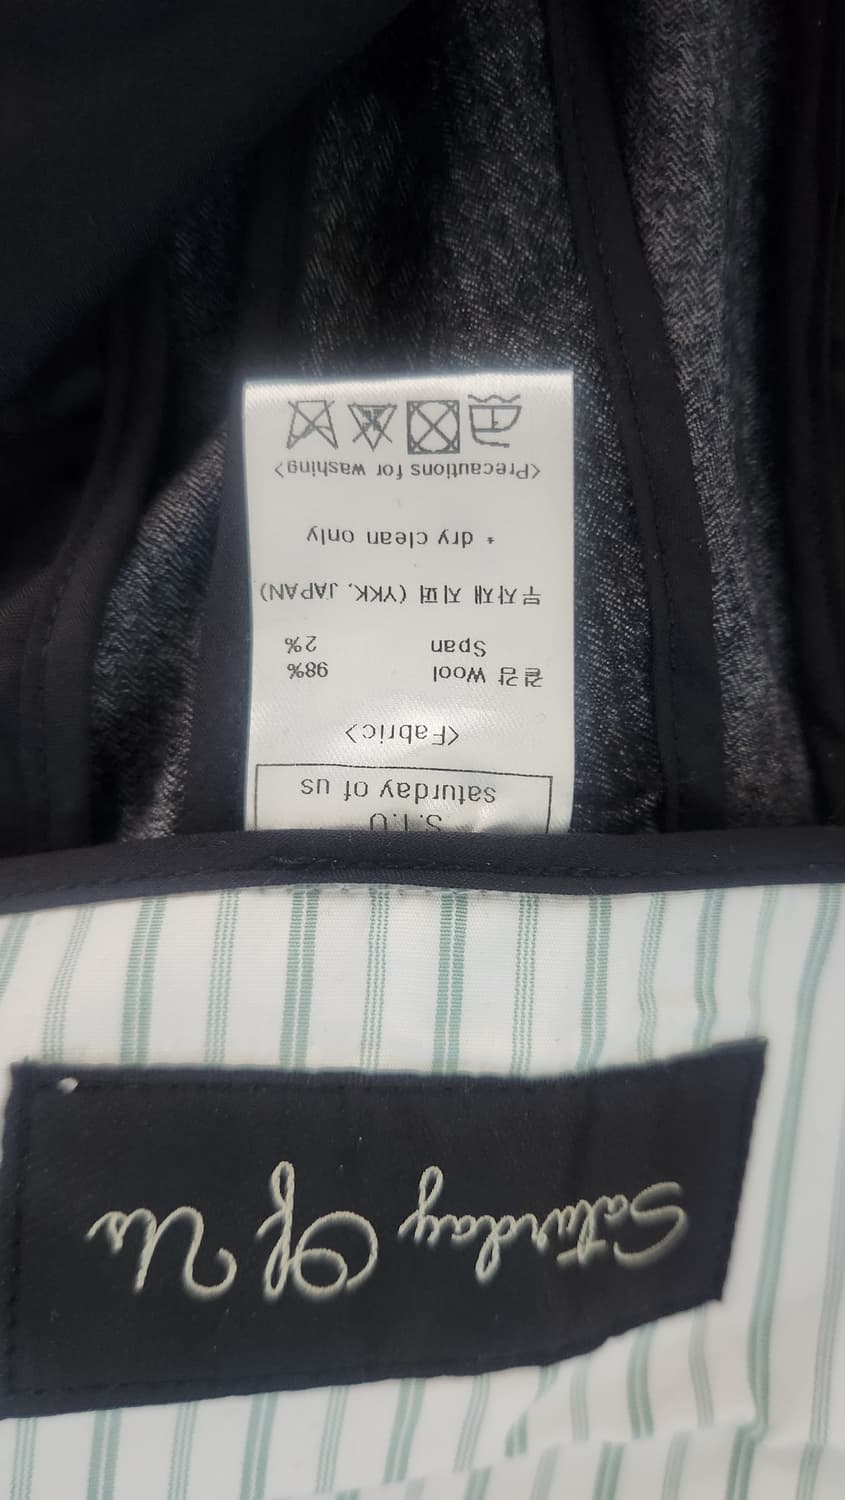 Saturday Of Us
S.T.U
saturday of us
<Fabric>
겉감 Wool 98%
Span 2%
부자재 지퍼 (YKK, JAPAN)
* dry clean only
<Precautions for washing>